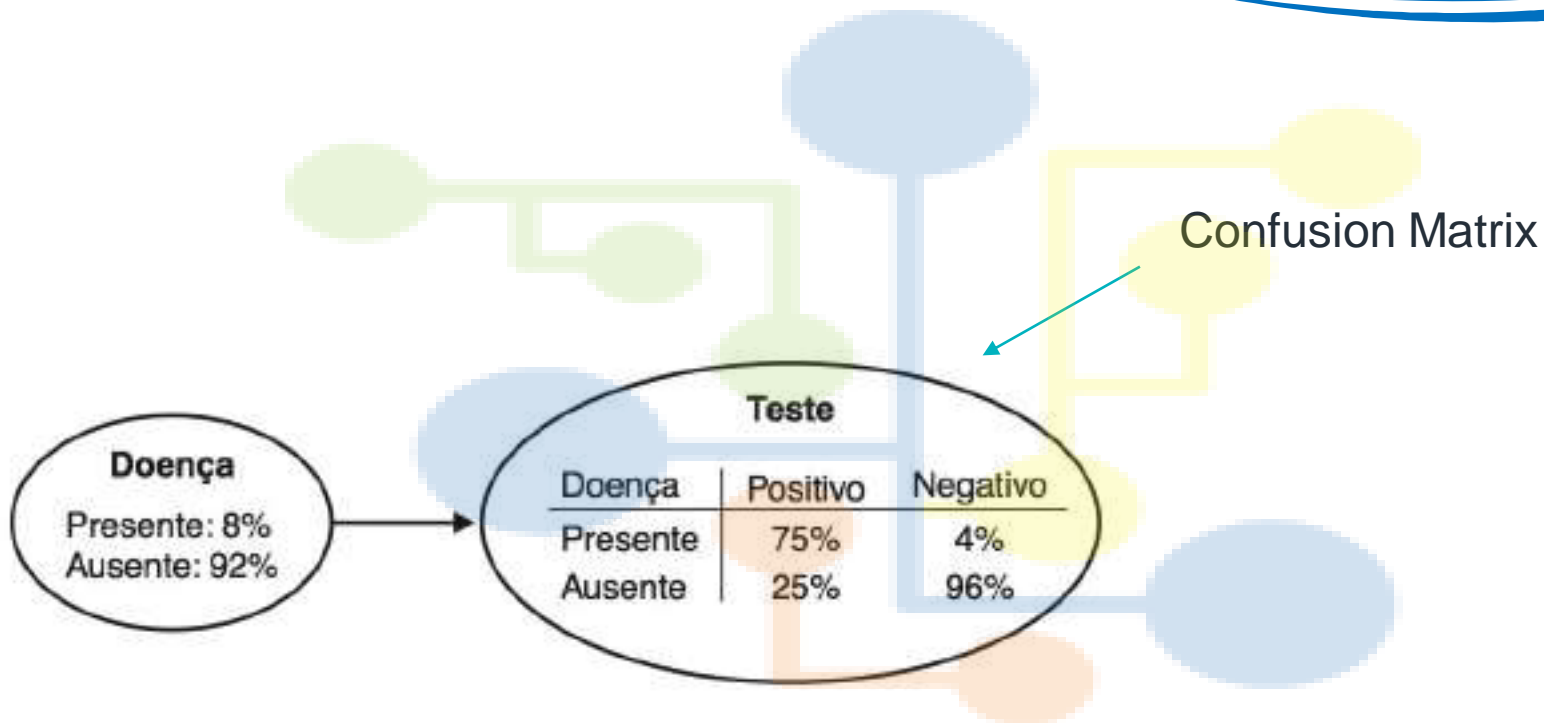 Confusion Matrix
Teste
Doença
Presente: 8%
Ausente: 92%
Doença Positivo Negativo
Presente 75% 4%
Ausente 25% 96%